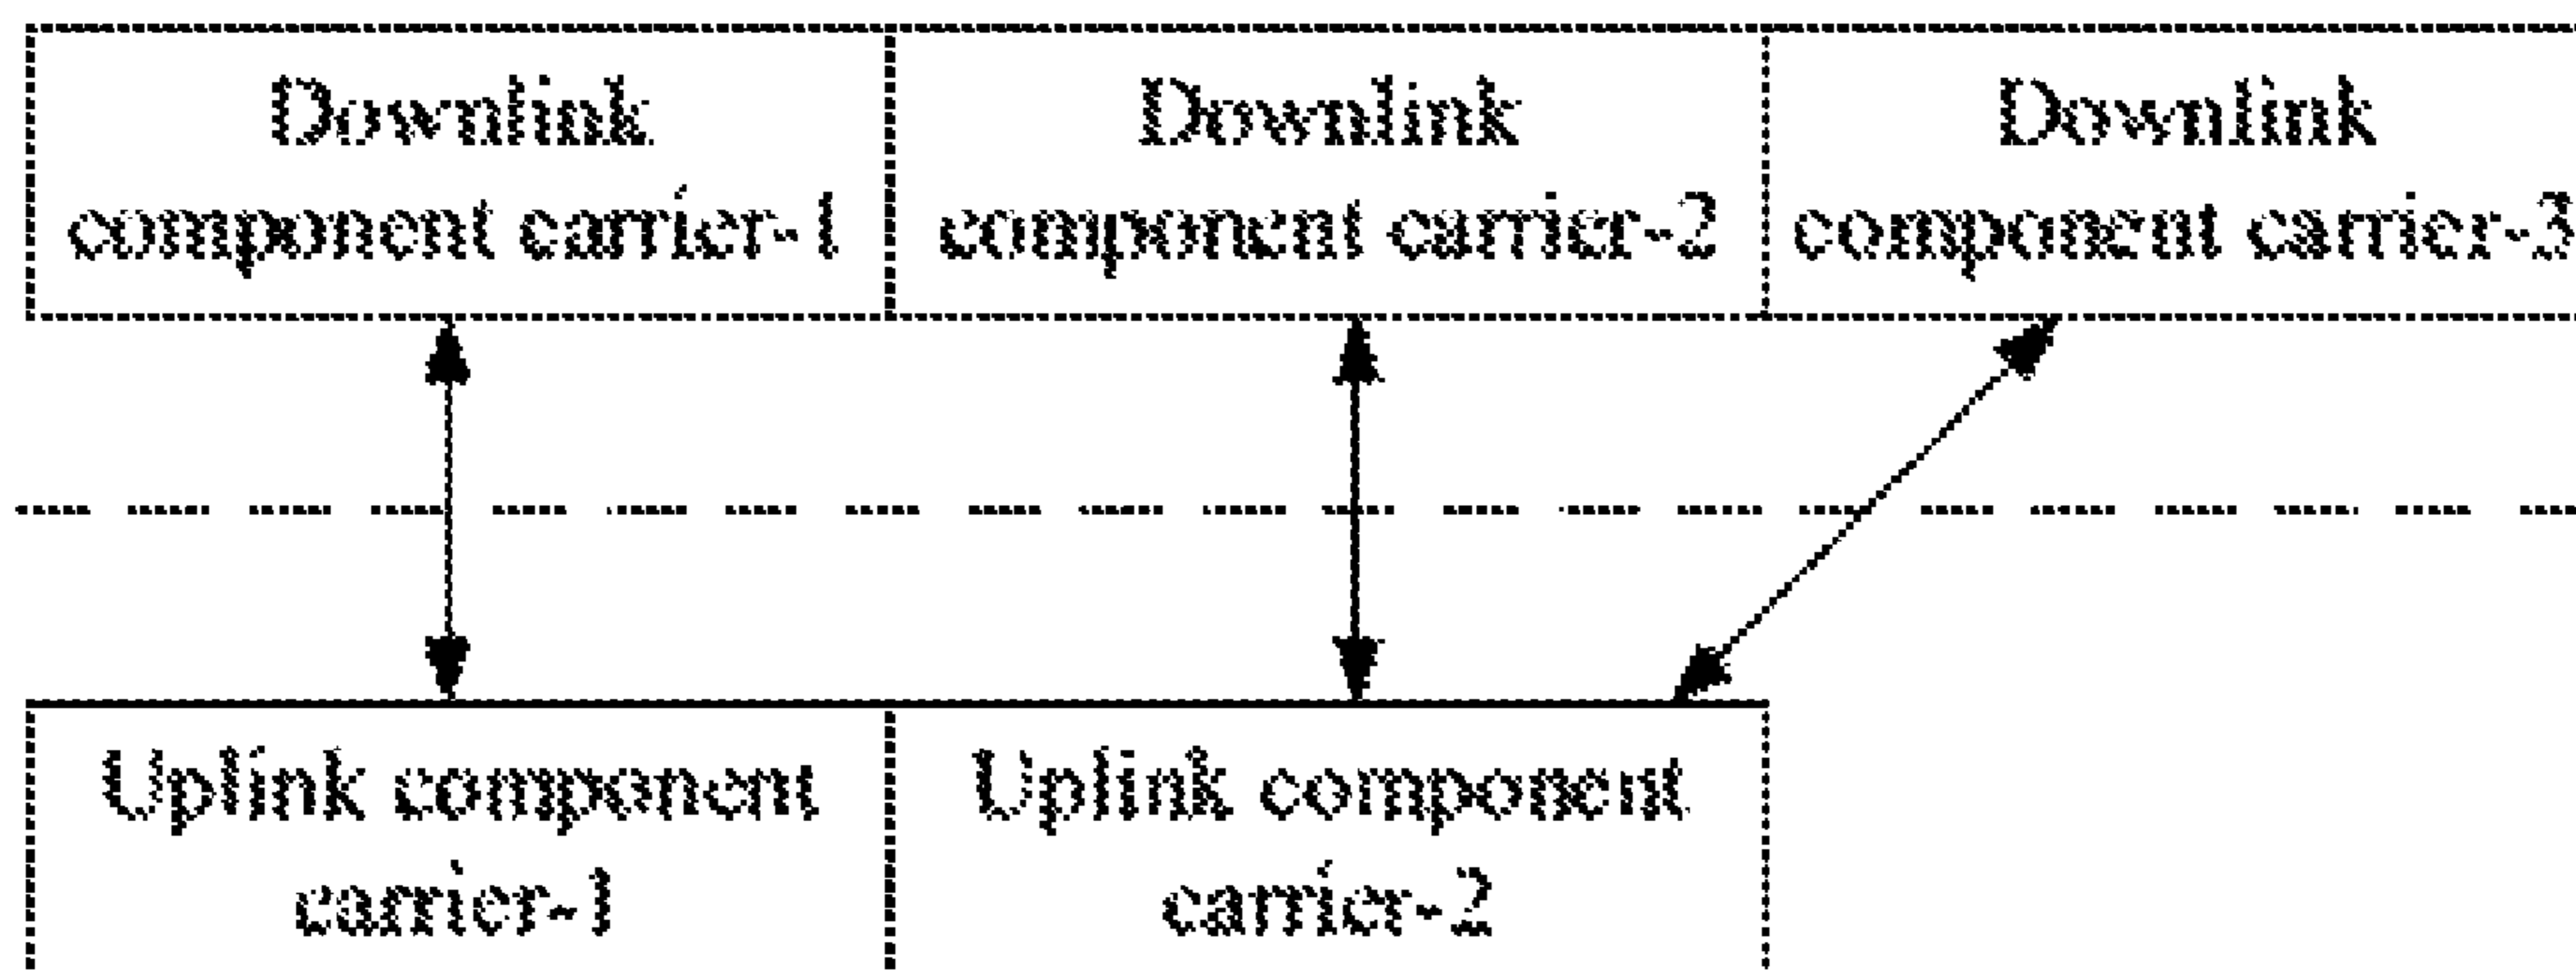 Downlink
component carrier-1
Downlink
component carrier-2
Downlink
component carrier-3
Uplink component
carrier-1
Uplink component
carrier-2